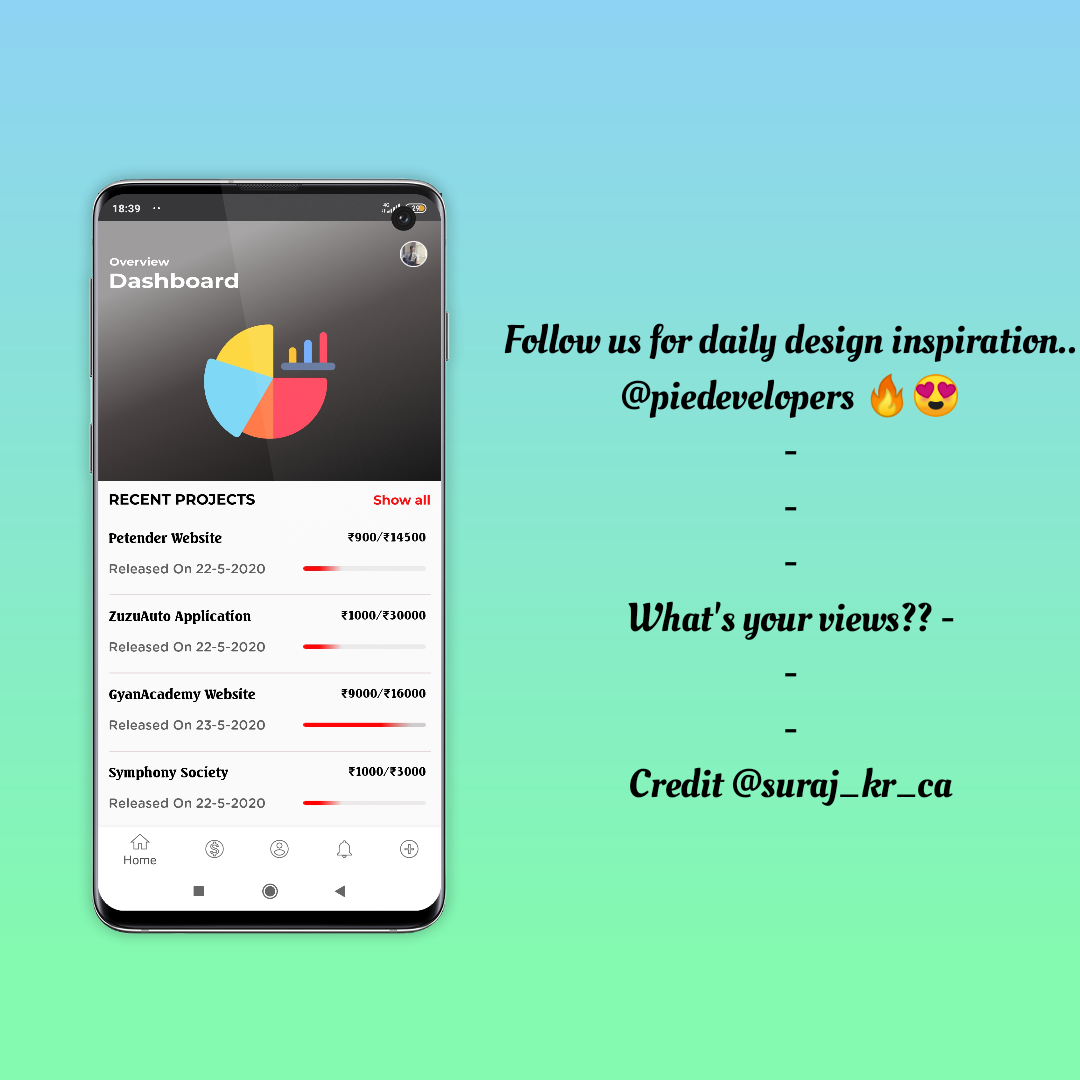 18:39
4G
29
Overview
Dashboard
RECENT PROJECTS Show all
Petender Website ₹900/₹14500
Released On 22-5-2020
ZuzuAuto Application ₹1000/₹30000
Released On 22-5-2020
GyanAcademy Website ₹9000/₹16000
Released On 23-5-2020
Symphony Society ₹1000/₹3000
Released On 22-5-2020
Home
Follow us for daily design inspiration..
@piedevelopers 🔥😍
-
-
-
What's your views?? -
-
-
Credit @suraj_kr_ca